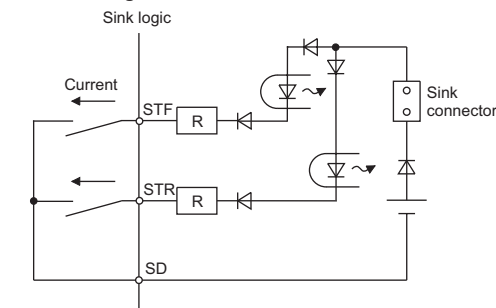 Sink logic
Current
STF
R
Sink
connector
STR
R
SD